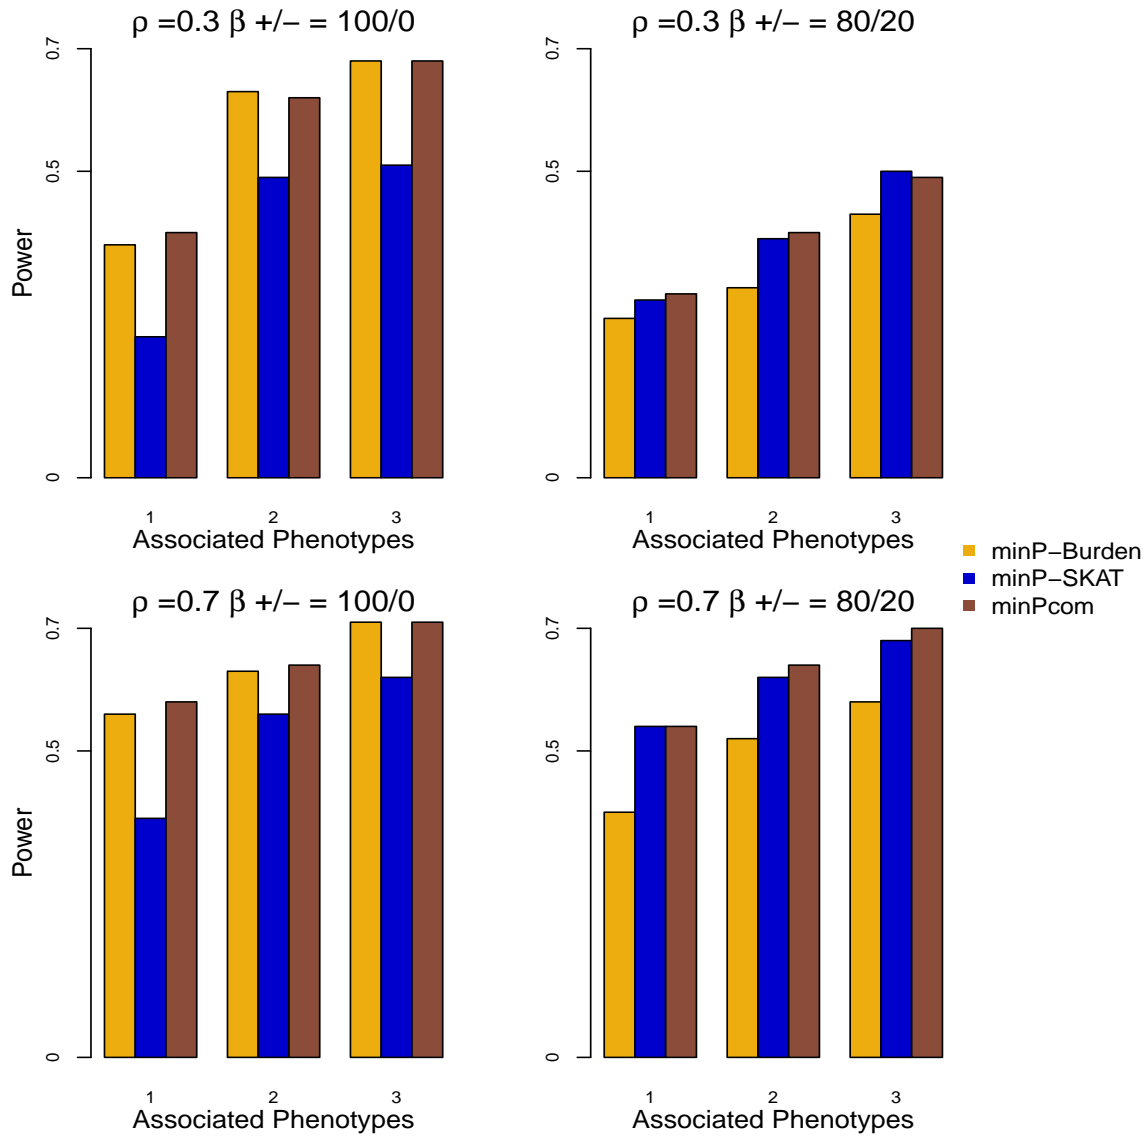 ρ =0.3 β +/− = 100/0
0.7
0.5
0
Power
1 2 3
Associated Phenotypes
ρ =0.3 β +/− = 80/20
0.7
0.5
0
1 2 3
Associated Phenotypes
minP−Burden
minP−SKAT
minPcom
ρ =0.7 β +/− = 100/0
0.7
0.5
0
Power
1 2 3
Associated Phenotypes
ρ =0.7 β +/− = 80/20
0.7
0.5
0
1 2 3
Associated Phenotypes